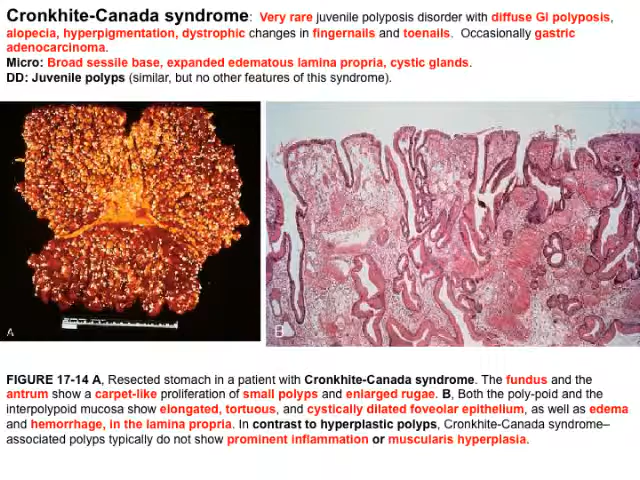 Cronkhite-Canada syndrome: Very rare juvenile polyposis disorder with diffuse GI polyposis,
alopecia, hyperpigmentation, dystrophic changes in fingernails and toenails. Occasionally gastric
adenocarcinoma.
Micro: Broad sessile base, expanded edematous lamina propria, cystic glands.
DD: Juvenile polyps (similar, but no other features of this syndrome).
A
B
FIGURE 17-14 A, Resected stomach in a patient with Cronkhite-Canada syndrome. The fundus and the
antrum show a carpet-like proliferation of small polyps and enlarged rugae. B, Both the poly-poid and the
interpolypoid mucosa show elongated, tortuous, and cystically dilated foveolar epithelium, as well as edema
and hemorrhage, in the lamina propria. In contrast to hyperplastic polyps, Cronkhite-Canada syndrome–
associated polyps typically do not show prominent inflammation or muscularis hyperplasia.